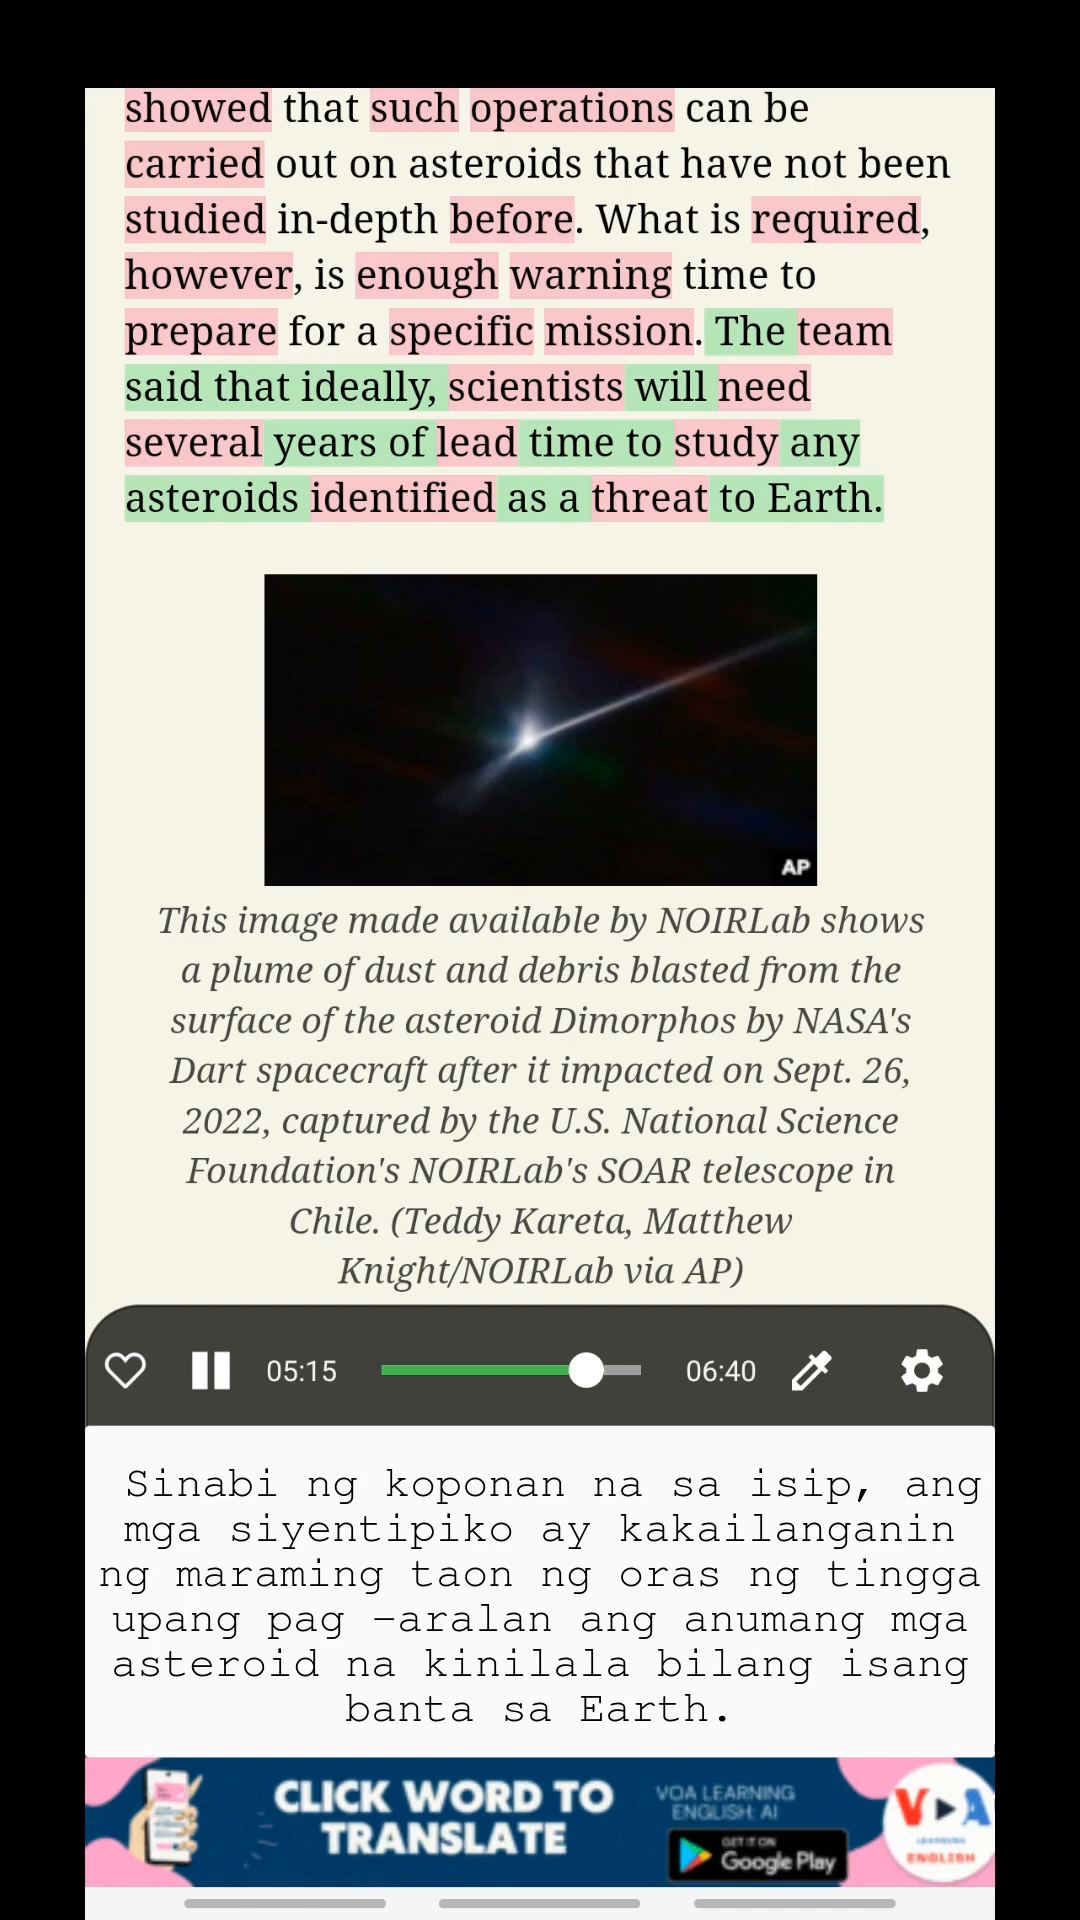 showed that such operations can be
carried out on asteroids that have not been
studied in-depth before. What is required,
however, is enough warning time to
prepare for a specific mission. The team
said that ideally, scientists will need
several years of lead time to study any
asteroids identified as a threat to Earth.
AP
This image made available by NOIRLab shows
a plume of dust and debris blasted from the
surface of the asteroid Dimorphos by NASA's
Dart spacecraft after it impacted on Sept. 26,
2022, captured by the U.S. National Science
Foundation's NOIRLab's SOAR telescope in
Chile. (Teddy Kareta, Matthew
Knight/NOIRLab via AP)
05:15 06:40
Sinabi ng koponan na sa isip, ang
mga siyentipiko ay kakailanganin
ng maraming taon ng oras ng tingga
upang pag -aralan ang anumang mga
asteroid na kinilala bilang isang
banta sa Earth.
CLICK WORD TO
TRANSLATE
VOA LEARNING
ENGLISH: AI
GET IT ON
Google Play
VOA
LEARNING
ENGLISH